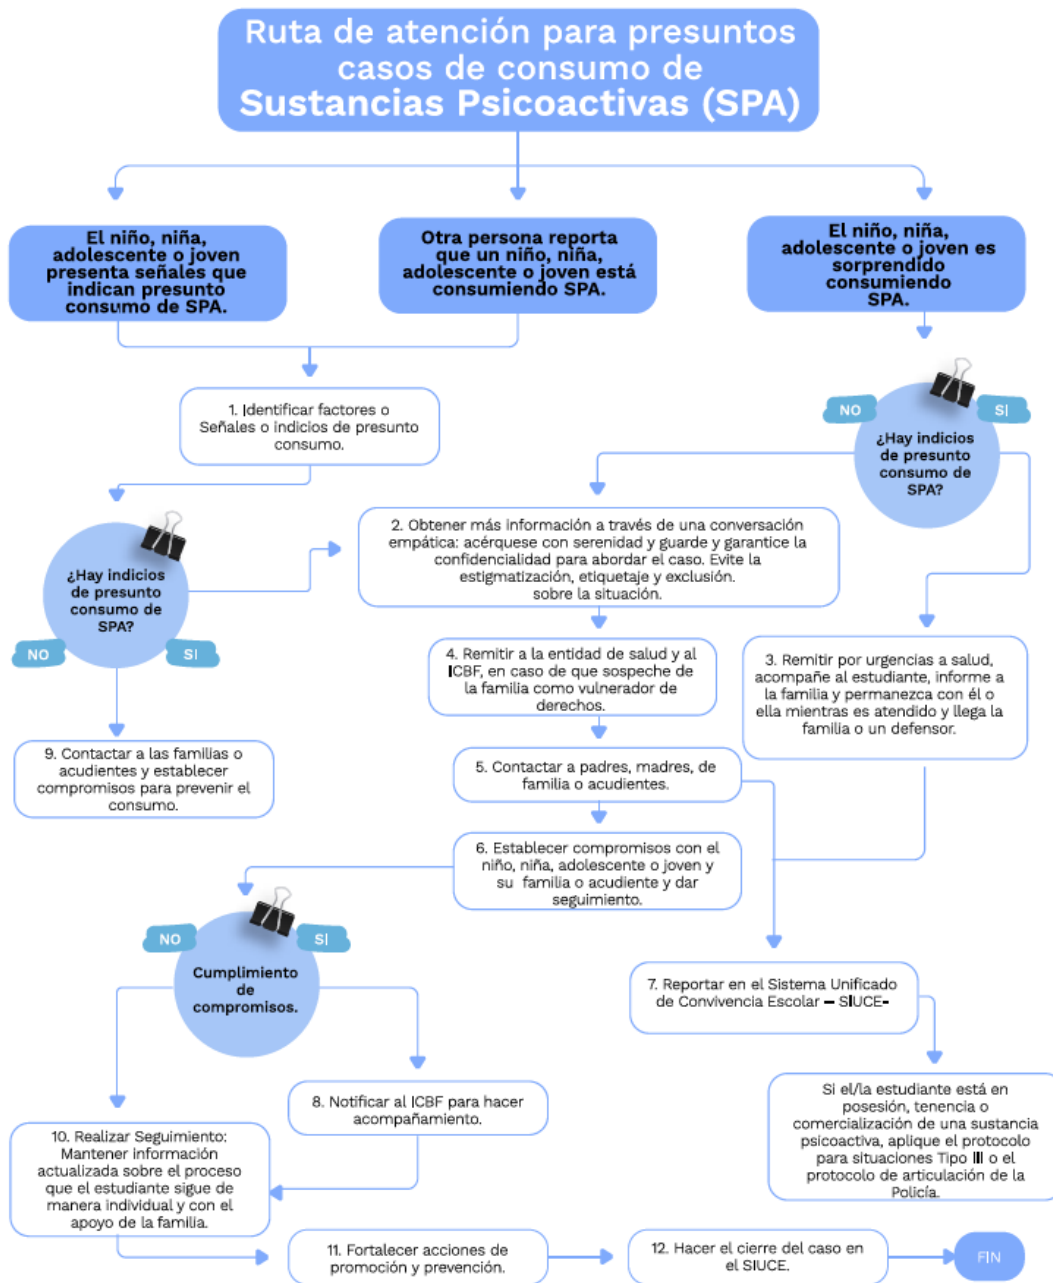 Ruta de atención para presuntos
casos de consumo de
Sustancias Psicoactivas (SPA)
El niño, niña,
adolescente o joven
presenta señales que
indican presunto
consumo de SPA.
Otra persona reporta
que un niño, niña,
adolescente o joven está
consumiendo SPA.
El niño, niña,
adolescente o joven es
sorprendido
consumiendo
SPA.
1. Identificar factores o
Señales o indicios de presunto
consumo.
NO
SI
¿Hay indicios
de presunto
consumo de
SPA?
2. Obtener más información a través de una conversación
empática: acérquese con serenidad y guarde y garantice la
confidencialidad para abordar el caso. Evite la
estigmatización, etiquetaje y exclusión.
sobre la situación.
¿Hay indicios
de presunto
consumo de
SPA?
NO
SI
4. Remitir a la entidad de salud y al
ICBF, en caso de que sospeche de
la familia como vulnerador de
derechos.
3. Remitir por urgencias a salud,
acompañe al estudiante, informe a
la familia y permanezca con él o
ella mientras es atendido y llega la
familia o un defensor.
9. Contactar a las familias o
acudientes y establecer
compromisos para prevenir el
consumo.
5. Contactar a padres, madres, de
familia o acudientes.
6. Establecer compromisos con el
niño, niña, adolescente o joven y
su familia o acudiente y dar
seguimiento.
NO
SI
Cumplimiento
de
compromisos.
7. Reportar en el Sistema Unificado
de Convivencia Escolar – SIUCE-
8. Notificar al ICBF para hacer
acompañamiento.
Si el/la estudiante está en
posesión, tenencia o
comercialización de una sustancia
psicoactiva, aplique el protocolo
para situaciones Tipo III o el
protocolo de articulación de la
Policía.
10. Realizar Seguimiento:
Mantener información
actualizada sobre el proceso
que el estudiante sigue de
manera individual y con el
apoyo de la familia.
11. Fortalecer acciones de
promoción y prevención.
12. Hacer el cierre del caso en
el SIUCE.
FIN